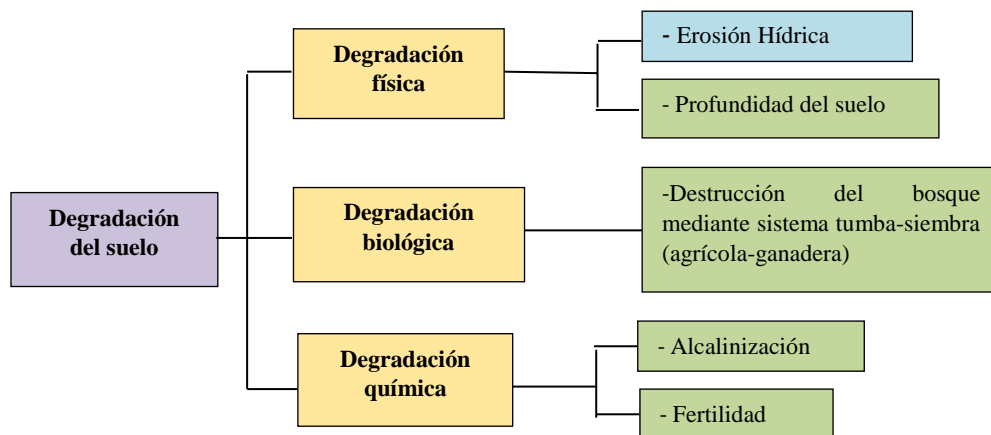 Degradación
del suelo
Degradación
física
- Erosión Hídrica
- Profundidad del suelo
Degradación
biológica
-Destrucción del bosque
mediante sistema tumba-siembra
(agrícola-ganadera)
Degradación
química
- Alcalinización
- Fertilidad